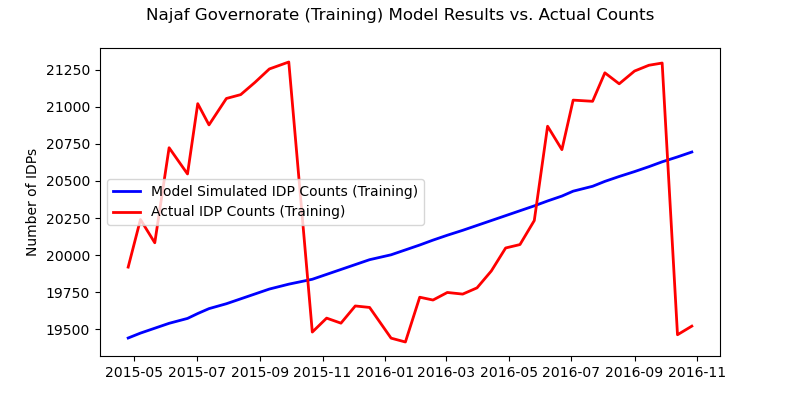 Najaf Governorate (Training) Model Results vs. Actual Counts
Number of IDPs
21250
21000
20750
20500
20250
20000
19750
19500
Model Simulated IDP Counts (Training)
Actual IDP Counts (Training)
2015-05 2015-07 2015-09 2015-11 2016-01 2016-03 2016-05 2016-07 2016-09 2016-11